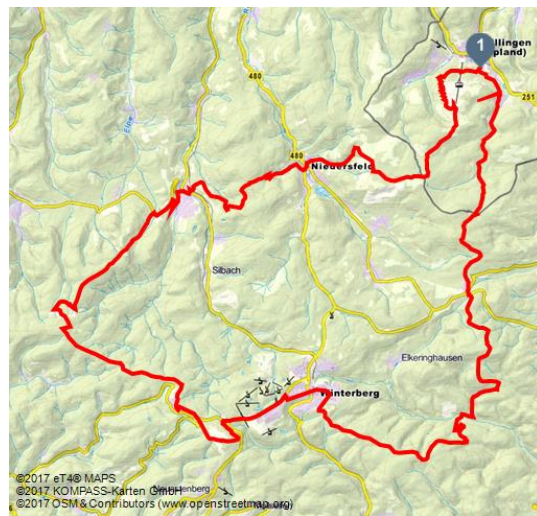 1
llingen
pland)
480
251
480
Niedersfeld
Silbach
Elkeringhausen
Winterberg
©2017 eT4® MAPS
©2017 KOMPASS-Karten GmbH
©2017 OSM & Contributors (www.openstreetmap.org)